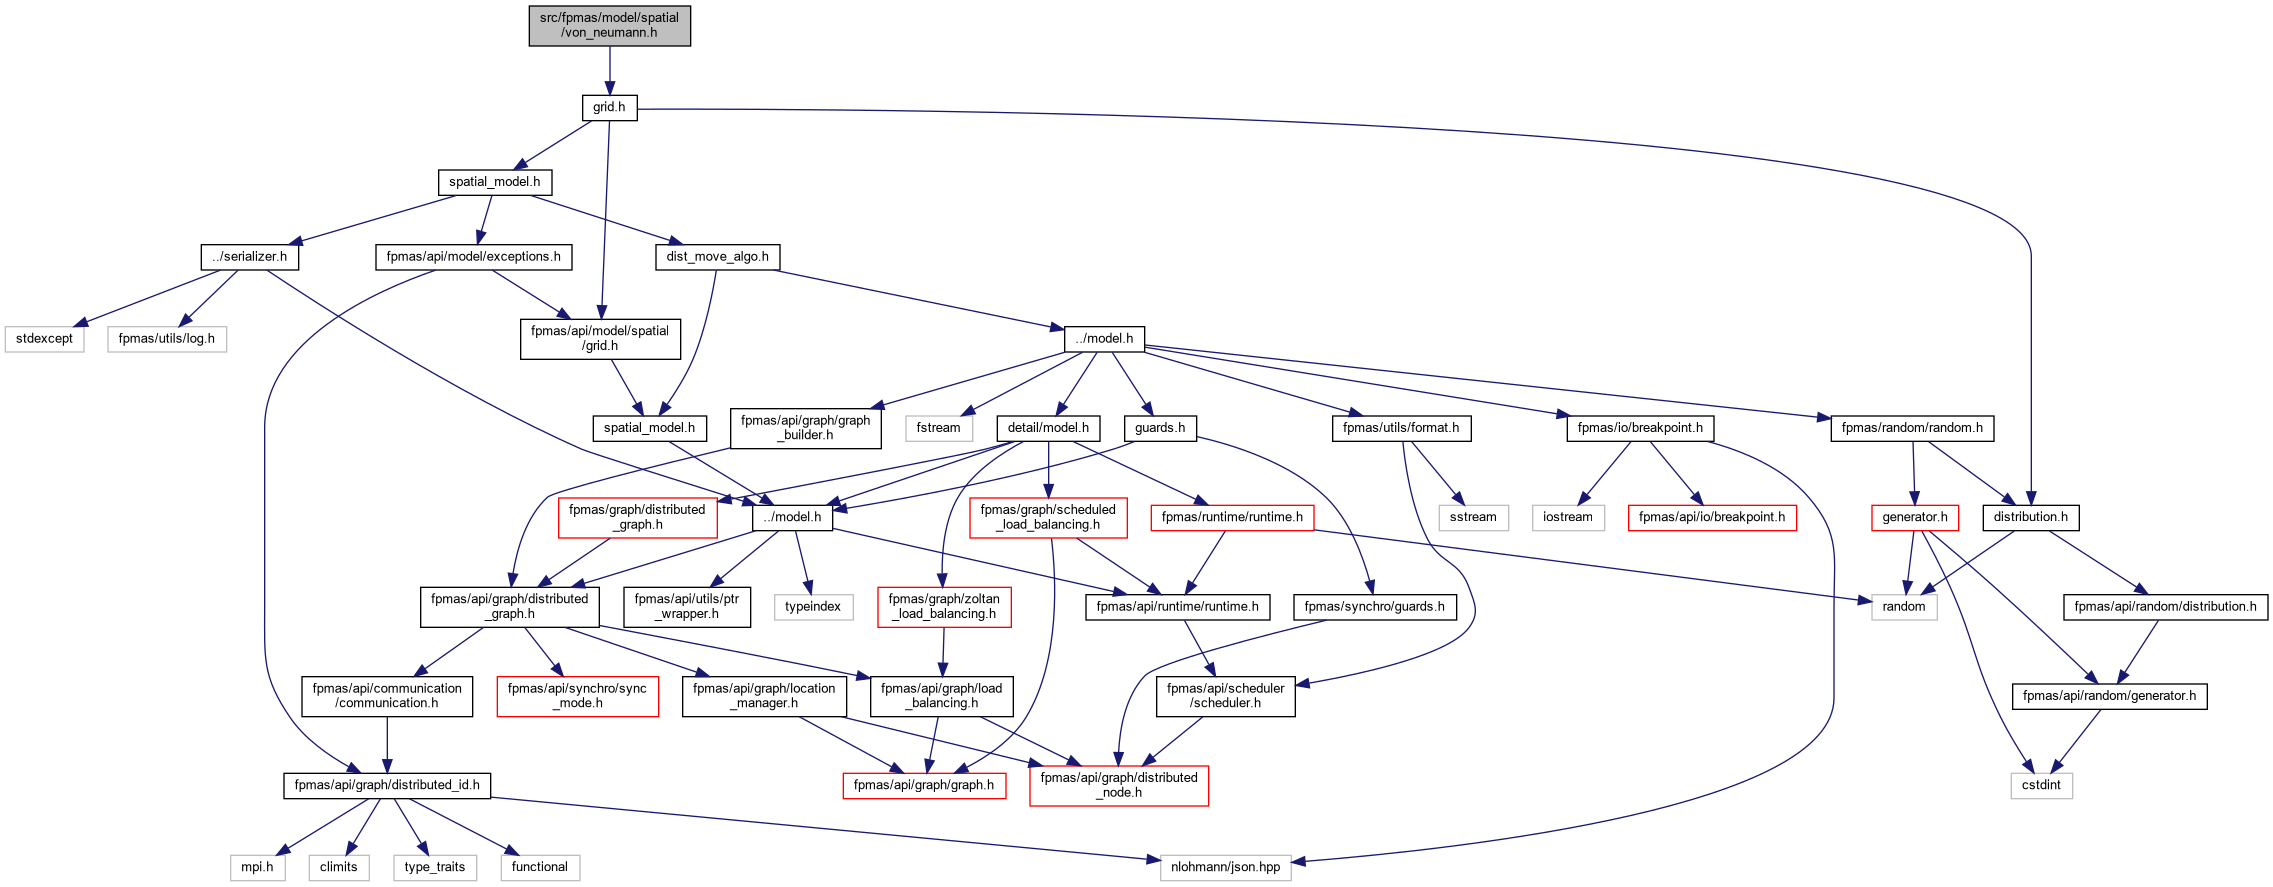 src/fpmas/model/spatial
/von_neumann.h
grid.h
spatial_model.h
../serializer.h
fpmas/api/model/exceptions.h
dist_move_algo.h
stdexcept
fpmas/utils/log.h
fpmas/api/model/spatial
/grid.h
../model.h
spatial_model.h
fpmas/api/graph/graph
_builder.h
fstream
detail/model.h
guards.h
fpmas/utils/format.h
fpmas/io/breakpoint.h
fpmas/random/random.h
fpmas/graph/distributed
_graph.h
../model.h
fpmas/graph/scheduled
_load_balancing.h
fpmas/runtime/runtime.h
sstream
iostream
fpmas/api/io/breakpoint.h
generator.h
distribution.h
fpmas/api/graph/distributed
_graph.h
fpmas/api/utils/ptr
_wrapper.h
typeindex
fpmas/graph/zoltan
_load_balancing.h
fpmas/api/runtime/runtime.h
fpmas/synchro/guards.h
random
fpmas/api/random/distribution.h
fpmas/api/communication
/communication.h
fpmas/api/synchro/sync
_mode.h
fpmas/api/graph/location
_manager.h
fpmas/api/graph/load
_balancing.h
fpmas/api/scheduler
/scheduler.h
fpmas/api/random/generator.h
fpmas/api/graph/distributed_id.h
fpmas/api/graph/graph.h
fpmas/api/graph/distributed
_node.h
cstdint
mpi.h
climits
type_traits
functional
nlohmann/json.hpp